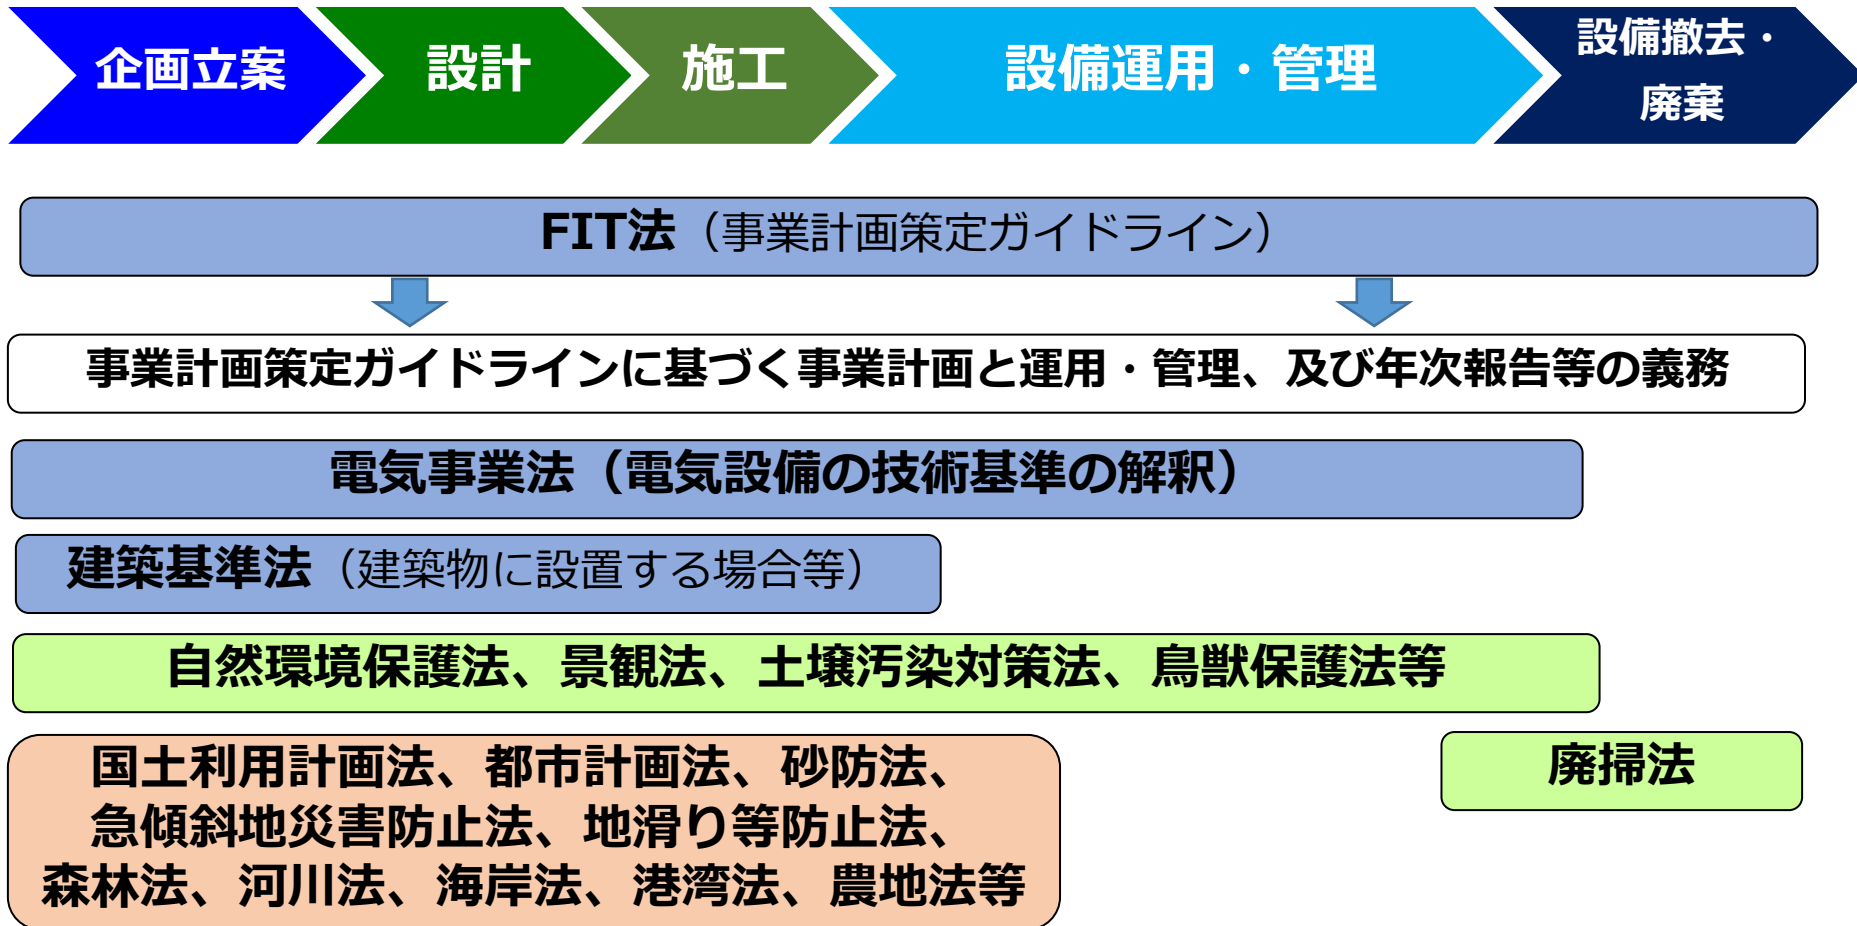 企画立案
設計
施工
設備運用・管理
設備撤去・
廃棄
FIT法（事業計画策定ガイドライン）
事業計画策定ガイドラインに基づく事業計画と運用・管理、及び年次報告等の義務
電気事業法（電気設備の技術基準の解釈）
建築基準法（建築物に設置する場合等）
自然環境保護法、景観法、土壌汚染対策法、鳥獣保護法等
国土利用計画法、都市計画法、砂防法、
急傾斜地災害防止法、地滑り等防止法、
森林法、河川法、海岸法、港湾法、農地法等
廃掃法